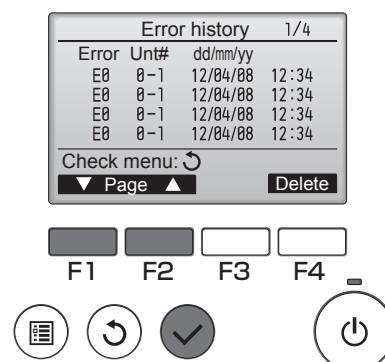 Error history 1/4
Error Unt# dd/mm/yy
E0 0-1 12/04/08 12:34
E0 0-1 12/04/08 12:34
E0 0-1 12/04/08 12:34
E0 0-1 12/04/08 12:34
Check menu:
▼ Page ▲ Delete
F1 F2 F3 F4